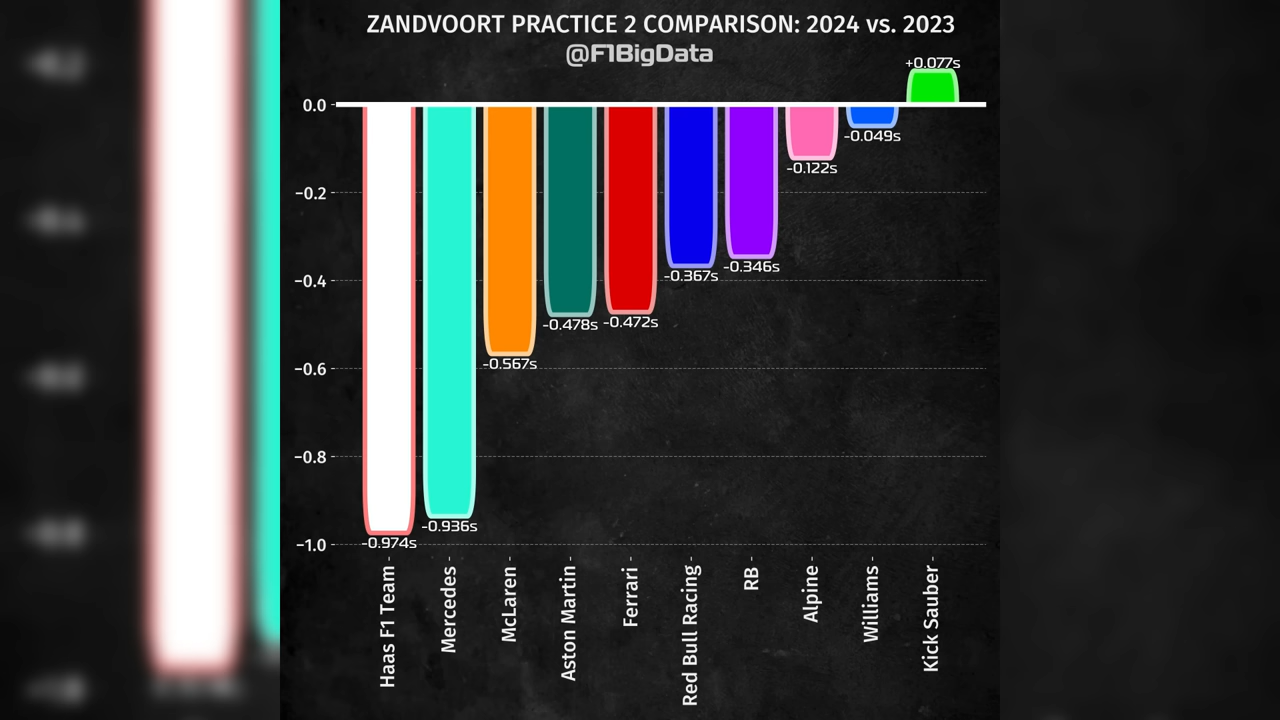 ZANDVOORT PRACTICE 2 COMPARISON: 2024 vs. 2023
@F1BigData
+0.077s
0.0
-0.049s
-0.122s
−0.2
-0.346s
-0.367s
−0.4
-0.478s
-0.472s
-0.567s
−0.6
−0.8
-0.936s
-0.974s
−1.0
Haas F1 Team
Mercedes
McLaren
Aston Martin
Ferrari
Red Bull Racing
RB
Alpine
Williams
Kick Sauber